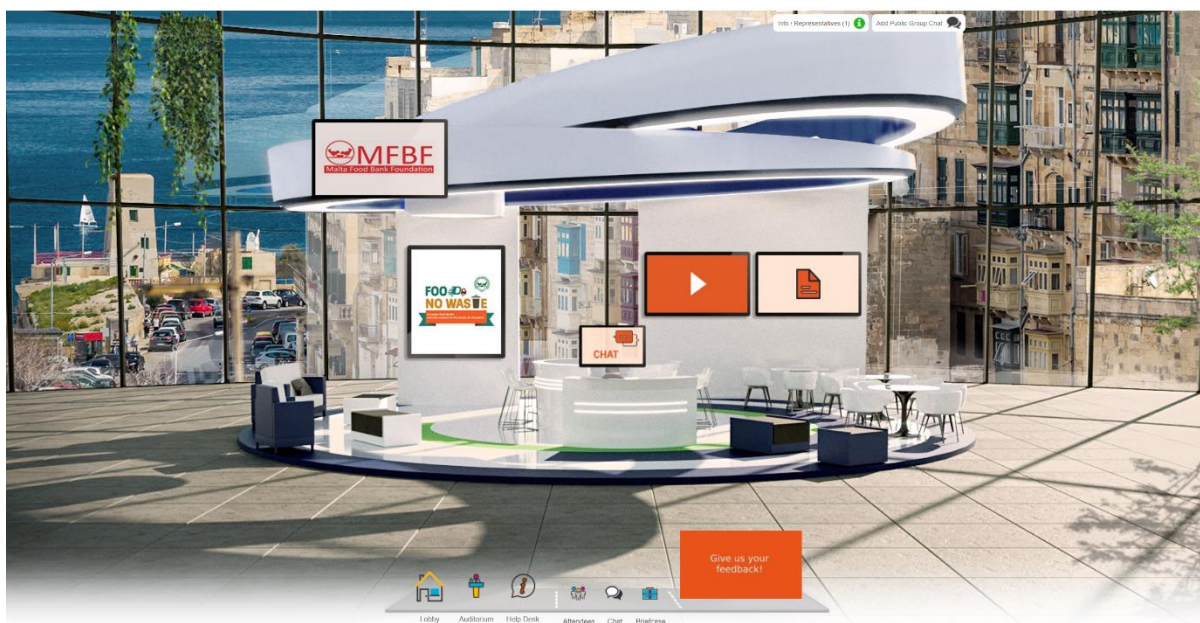 Info / Representatives (1)
Add Public Group Chat
MFBF
Malta Food Bank Foundation
FOOD
NO WASTE
CHAT
Give us your
feedback!
Lobby
Auditorium
Help Desk
Attendees
Chat
Briefcase